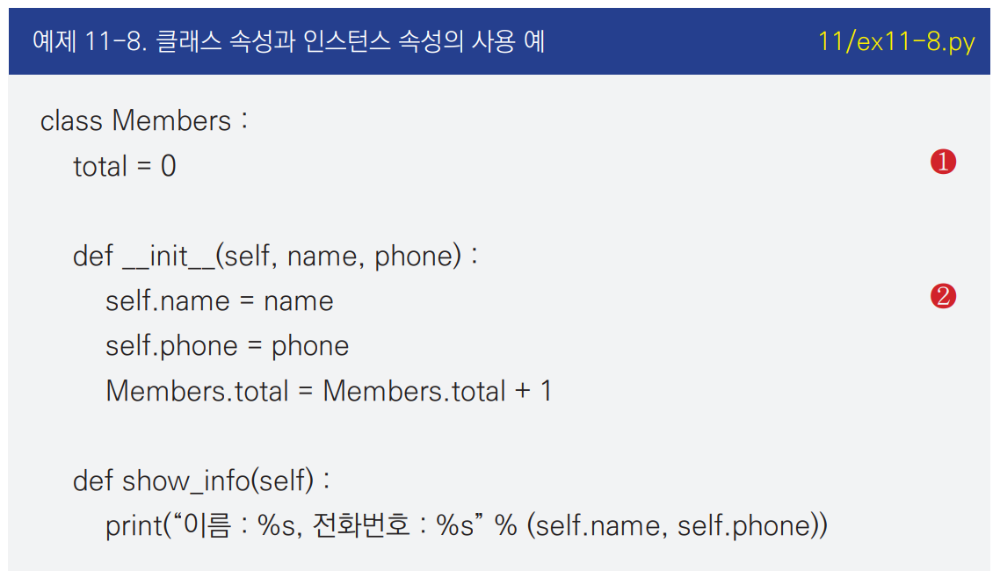 예제 11-8. 클래스 속성과 인스턴스 속성의 사용 예 11/ex11-8.py
class Members :
total = 0 ❶
def __init__(self, name, phone) :
self.name = name ❷
self.phone = phone
Members.total = Members.total + 1
def show_info(self) :
print(“이름 : %s, 전화번호 : %s” % (self.name, self.phone))